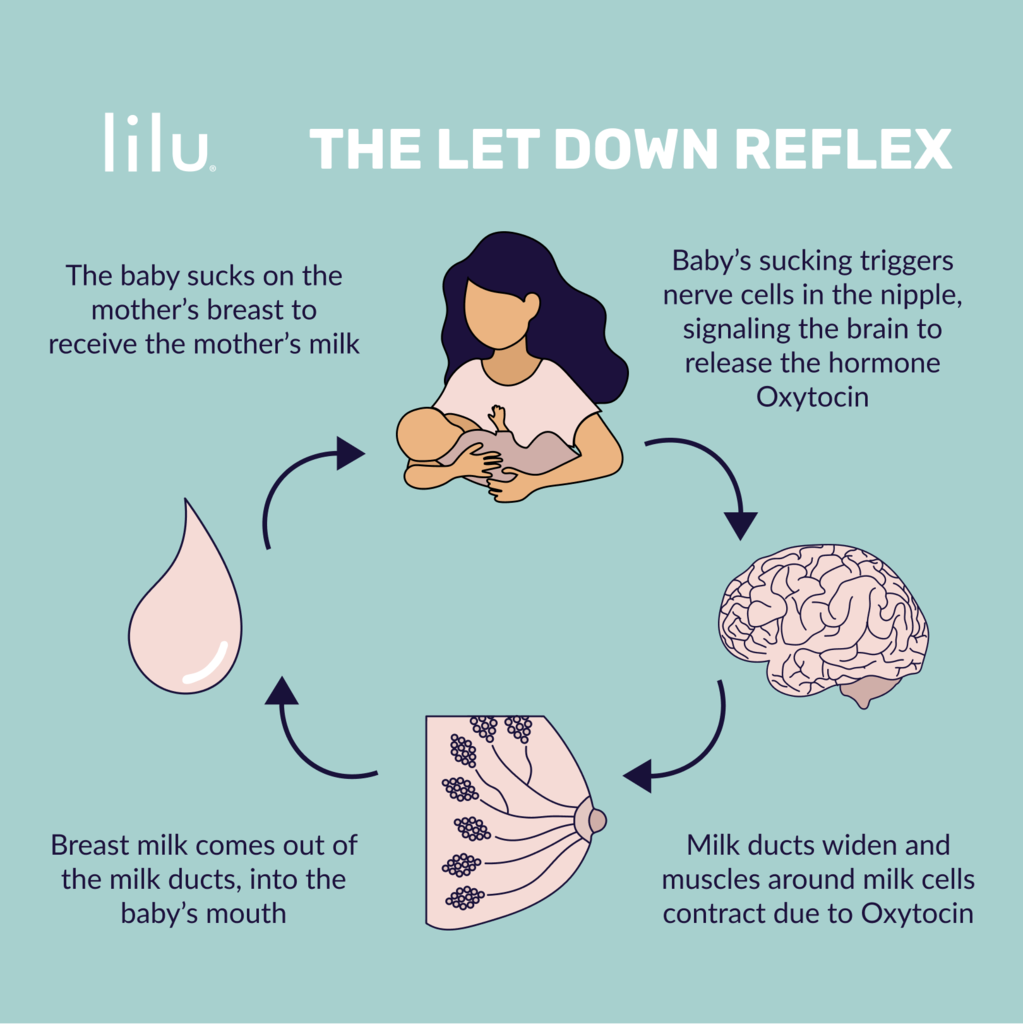 lilu.
THE LET DOWN REFLEX
The baby sucks on the
mother's breast to
receive the mother's milk
Baby's sucking triggers
nerve cells in the nipple,
signaling the brain to
release the hormone
Oxytocin
Milk ducts widen and
muscles around milk cells
contract due to Oxytocin
Breast milk comes out of
the milk ducts, into the
baby's mouth